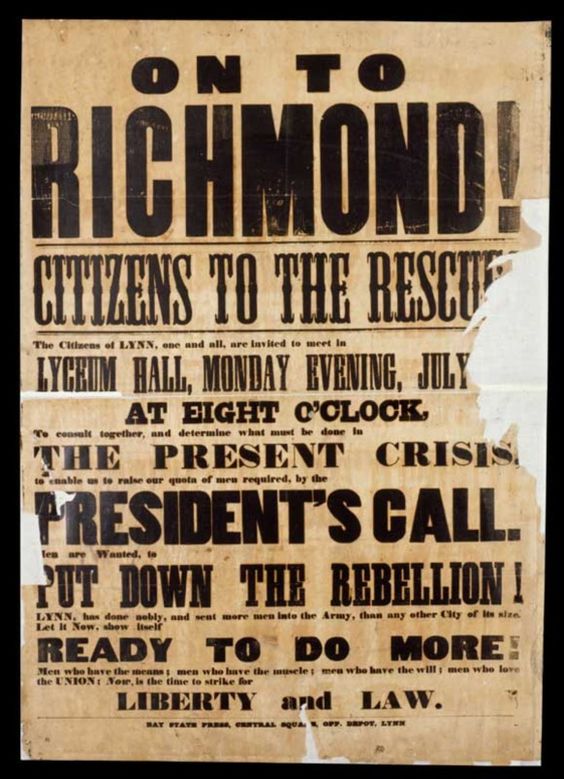 ON TO
RICHMOND!
CITIZENS TO THE RESCUE
The Citizens of LYNN, one and all, are invited to meet in
LYCEUM HALL, MONDAY EVENING, JULY
AT EIGHT O'CLOCK,
To consult together, and determine what must be done in
THE PRESENT CRISIS.
to enable us to raise our quota of men required, by the
PRESIDENT'S CALL.
Men are Wanted, to
PUT DOWN THE REBELLION!
LYNN, has done nobly, and sent more men into the Army, than any other City of its size.
Let it Now, show itself
READY TO DO MORE!
Men who have the means; men who have the muscle; men who have the will; men who love
the UNION: Now, is the time to strike for
LIBERTY and LAW.
BAY STATE PRESS, CENTRAL SQUARE, OPP. DEPOT, LYNN